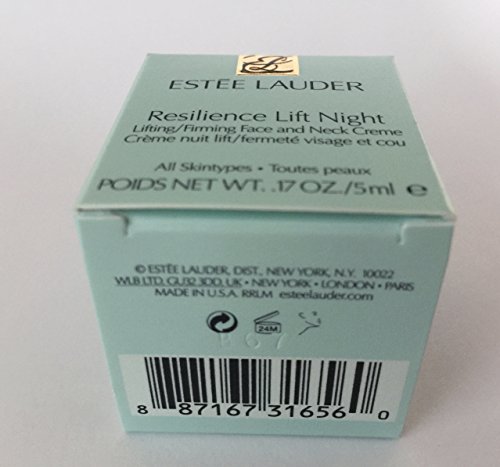 EL
ESTĒE LAUDER
Resilience Lift Night
Lifting/Firming Face and Neck Creme
Crème nuit lift/fermeté visage et cou
All Skintypes • Toutes peaux
POIDS NET WT. .17 OZ./5ml ℮
© ESTĒE LAUDER, DIST., NEW YORK, N.Y. 10022
WLB LTD. GU32 3DD, UK • NEW YORK • LONDON • PARIS
MADE IN U.S.A. RRLM esteelauder.com
24M
B67
8 87167 31656 0